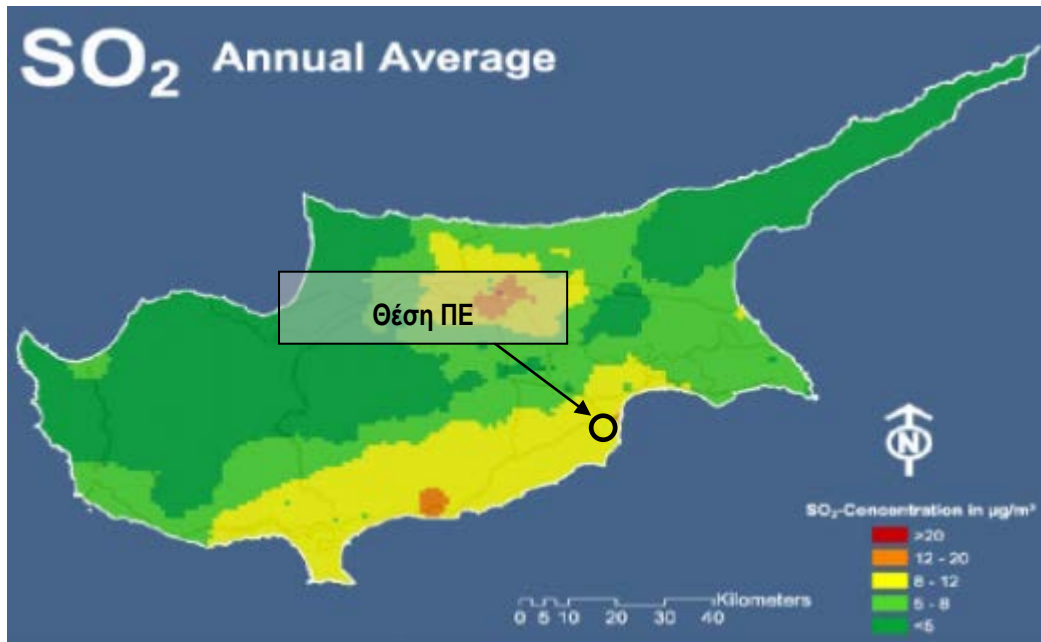 SO₂ Annual Average
Θέση ΠΕ
N
SO₂-Concentration in µg/m³
>20
12 - 20
8 - 12
5 - 8
<5
Kilometers
0 5 10 20 30 40